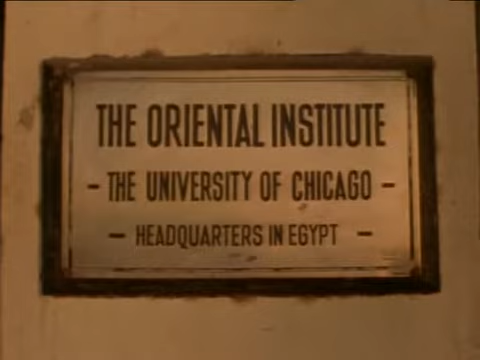 THE ORIENTAL INSTITUTE
- THE UNIVERSITY OF CHICAGO -
- HEADQUARTERS IN EGYPT -